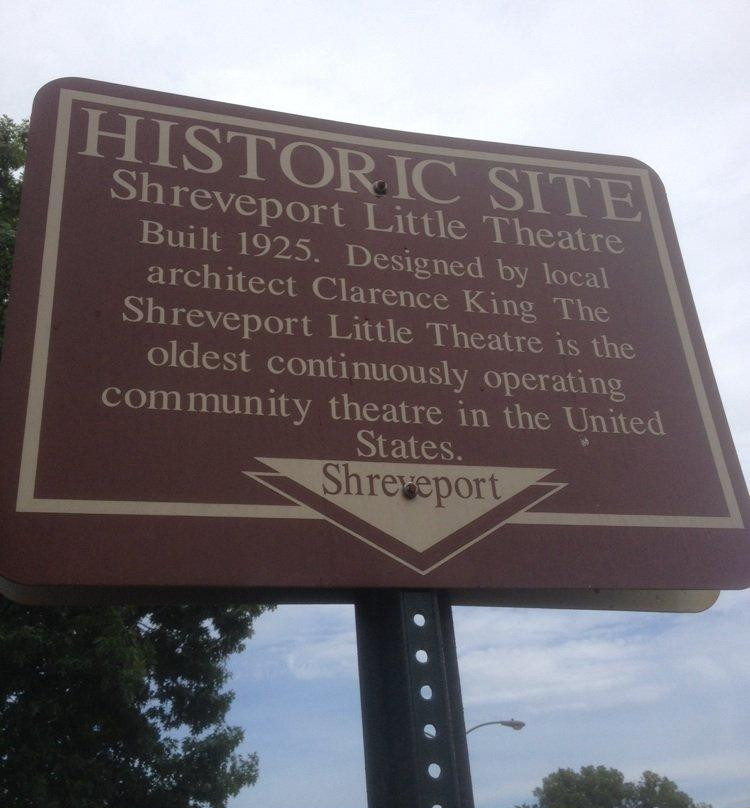 HISTORIC SITE
Shreveport Little Theatre
Built 1925. Designed by local
architect Clarence King The
Shreveport Little Theatre is the
oldest continuously operating
community theatre in the United
States.
Shreveport